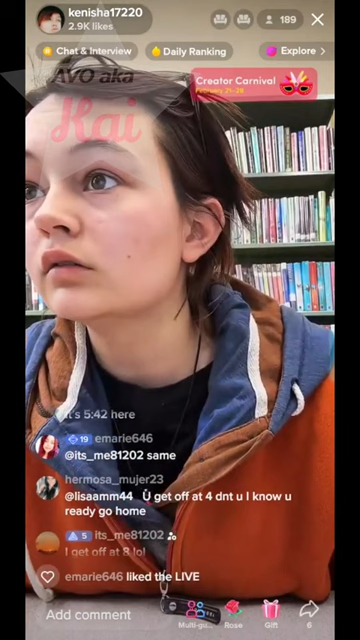 kenisha17220
2.9K likes
189
Chat & Interview
Daily Ranking
Explore >
AVO aka
Kai
Creator Carnival
February 21-28
it's 5:42 here
19 emarie646
@its_me81202 same
hermosa_mujer23
@lisaamm44 Ü get off at 4 dnt u I know u
ready go home
5 its_me81202
I get off at 8 lol
emarie646 liked the LIVE
Add comment
Multi-gu...
Rose
Gift
6